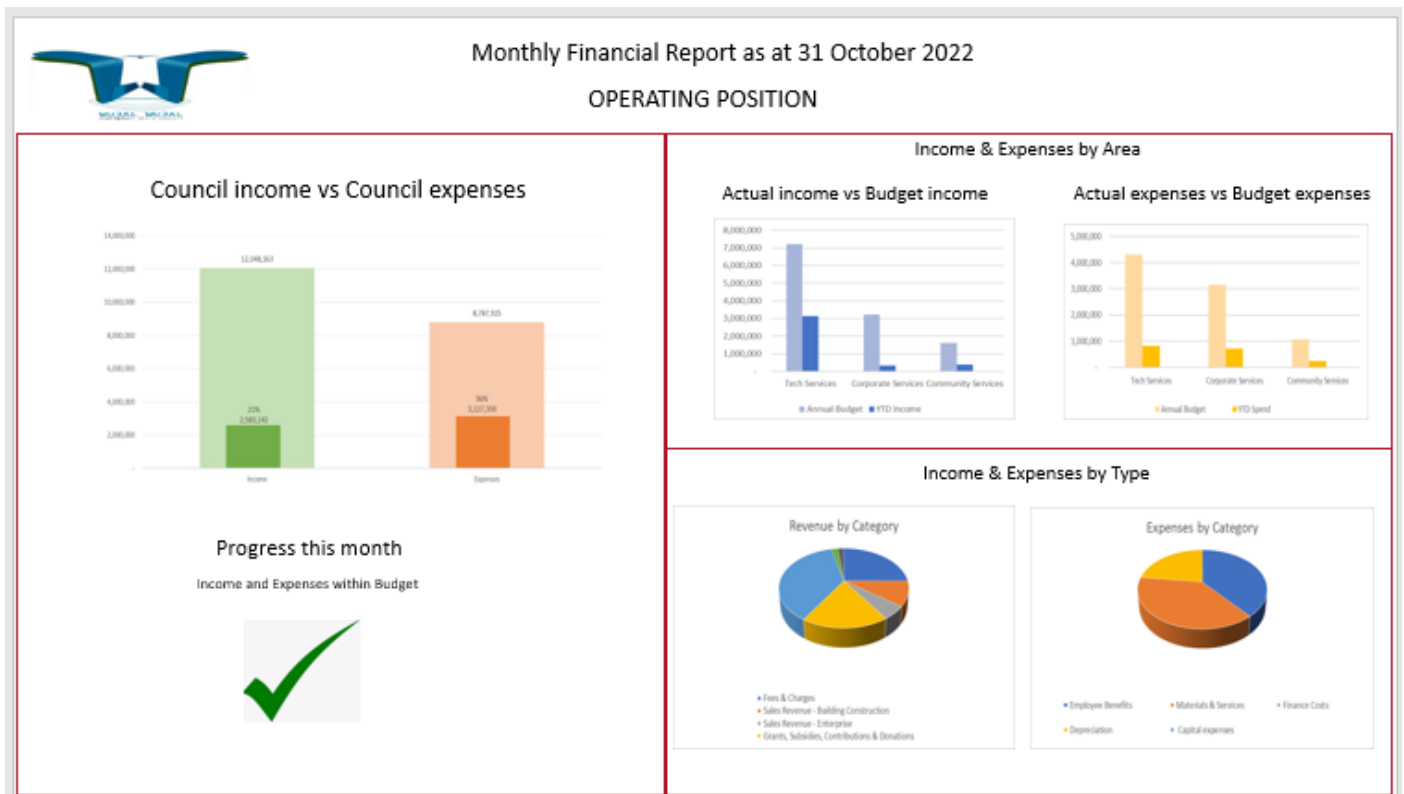 Monthly Financial Report as at 31 October 2022
OPERATING POSITION
Council income vs Council expenses
14,000,000
12,000,000
10,000,000
8,000,000
6,000,000
4,000,000
2,000,000
-
12,048,163
21%
Income
36%
Expenses
Progress this month
Income and Expenses within Budget
Income & Expenses by Area
Actual income vs Budget income
8,000,000
7,000,000
6,000,000
5,000,000
4,000,000
3,000,000
2,000,000
1,000,000
-
Tech Services Corporate Services Community Services
Annual Budget YTD Income
Actual expenses vs Budget expenses
5,000,000
4,000,000
3,000,000
2,000,000
1,000,000
-
Tech Services Corporate Services Community Services
Annual Budget YTD Spend
Income & Expenses by Type
Revenue by Category
Fees & Charges
Sales Revenue - Building Construction
Sales Revenue - Enterprise
Grants, Subsidies, Contributions & Donations
Expenses by Category
Employee Benefits Materials & Services Finance Costs
Depreciation Capital expenses